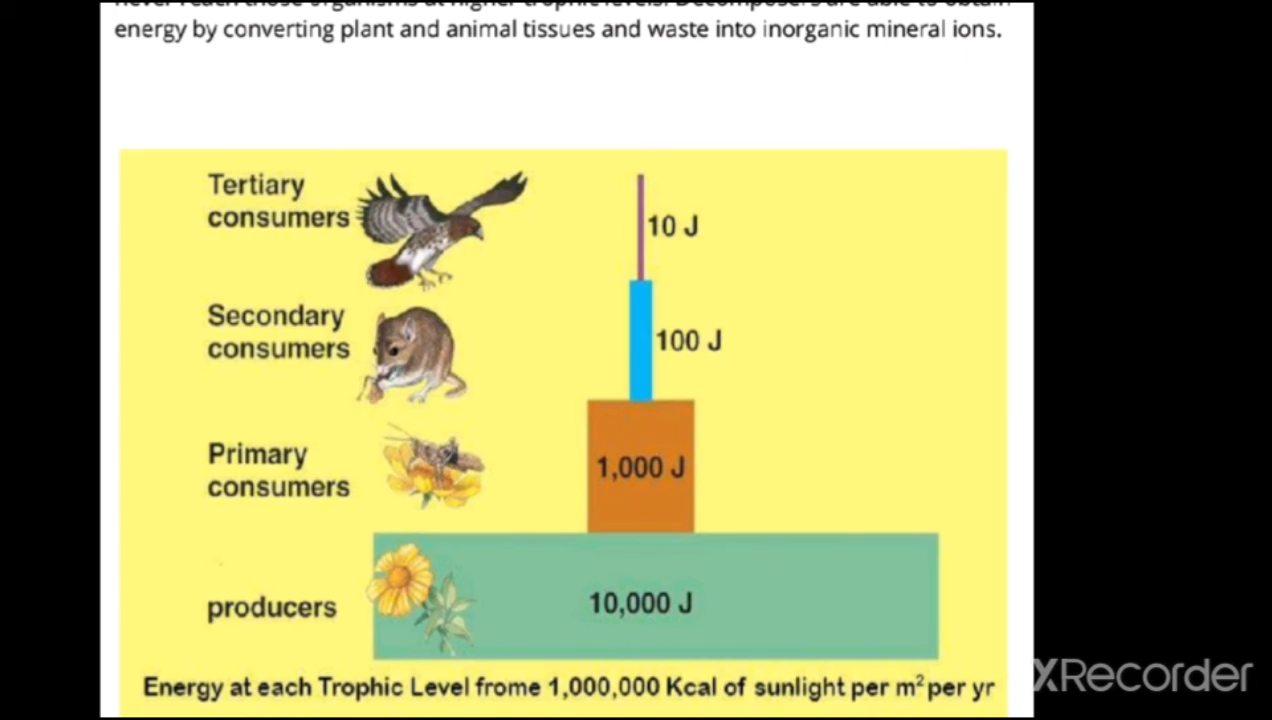 energy by converting plant and animal tissues and waste into inorganic mineral ions.
Tertiary
consumers
10 J
Secondary
consumers
100 J
Primary
consumers
1,000 J
producers
10,000 J
Energy at each Trophic Level frome 1,000,000 Kcal of sunlight per m² per yr
XRecorder